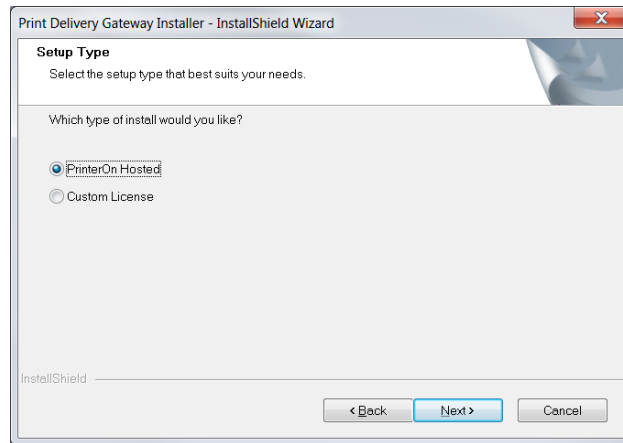 Print Delivery Gateway Installer - InstallShield Wizard
Setup Type
Select the setup type that best suits your needs.
Which type of install would you like?
PrinterOn Hosted
Custom License
InstallShield
< Back Next > Cancel